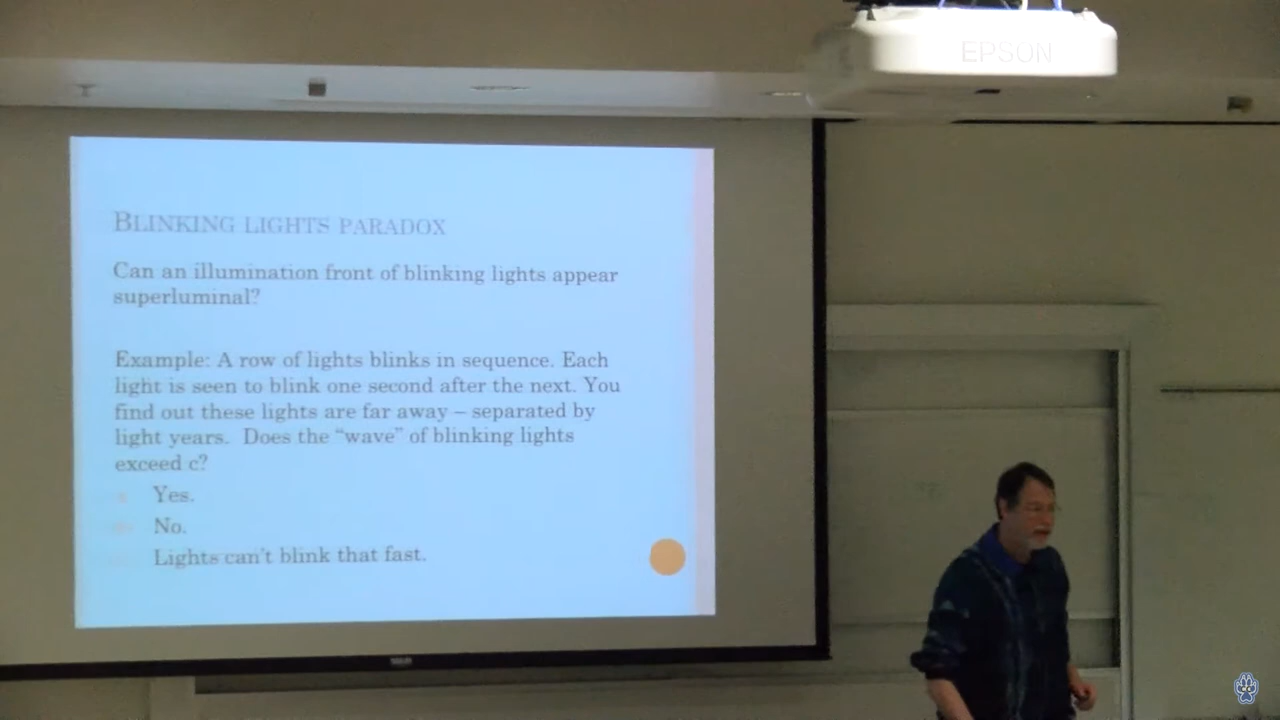 EPSON
BLINKING LIGHTS PARADOX
Can an illumination front of blinking lights appear
superluminal?
Example: A row of lights blinks in sequence. Each
light is seen to blink one second after the next. You
find out these lights are far away – separated by
light years. Does the “wave” of blinking lights
exceed c?
Yes.
No.
Lights can't blink that fast.